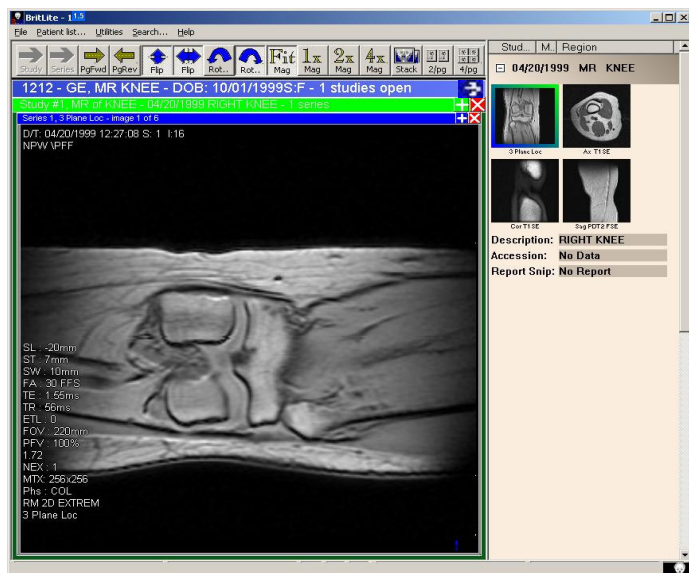 BritLite - 1 1.5
File Patient list... Utilities Search... Help
Study Series PgFwd PgRev Flip Flip Rot... Rot... Fit Mag 1x Mag 2x Mag 4x Mag Stack 2/pg 4/pg
1212 - GE, MR KNEE - DOB: 10/01/1999S:F - 1 studies open
Study #1, MR of KNEE - 04/20/1999 RIGHT KNEE - 1 series
Series 1, 3 Plane Loc - image 1 of 6
D/T: 04/20/1999 12:27:08 S: 1 I:16
NPW \PFF
SL : -20mm
ST : 7mm
SW : 10mm
FA : 30 FFS
TE : 1.55ms
TR : 56ms
ETL : 0
FOV : 220mm
PFV : 100%
1.72
NEX : 1
MTX: 256x256
Phs : COL
RM 2D EXTREM
3 Plane Loc
Stud... M.. Region
04/20/1999 MR KNEE
3 Plane Loc
Ax T1 SE
Cor T1 SE
Sag PDT2 FSE
Description: RIGHT KNEE
Accession: No Data
Report Snip: No Report